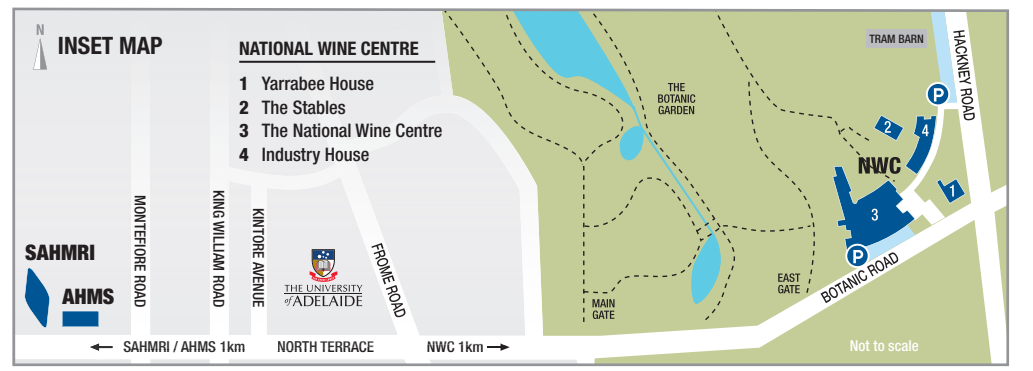 N
INSET MAP
NATIONAL WINE CENTRE
1 Yarrabee House
2 The Stables
3 The National Wine Centre
4 Industry House
TRAM BARN
HACKNEY ROAD
THE
BOTANIC
GARDEN
P
2
4
NWC
1
3
P
BOTANIC ROAD
EAST
GATE
MAIN
GATE
MONTEFIORE ROAD
KING WILLIAM ROAD
KINTORE AVENUE
FROME ROAD
THE UNIVERSITY
of ADELAIDE
SAHMRI
AHMS
← SAHMRI / AHMS 1km
NORTH TERRACE
NWC 1km →
Not to scale